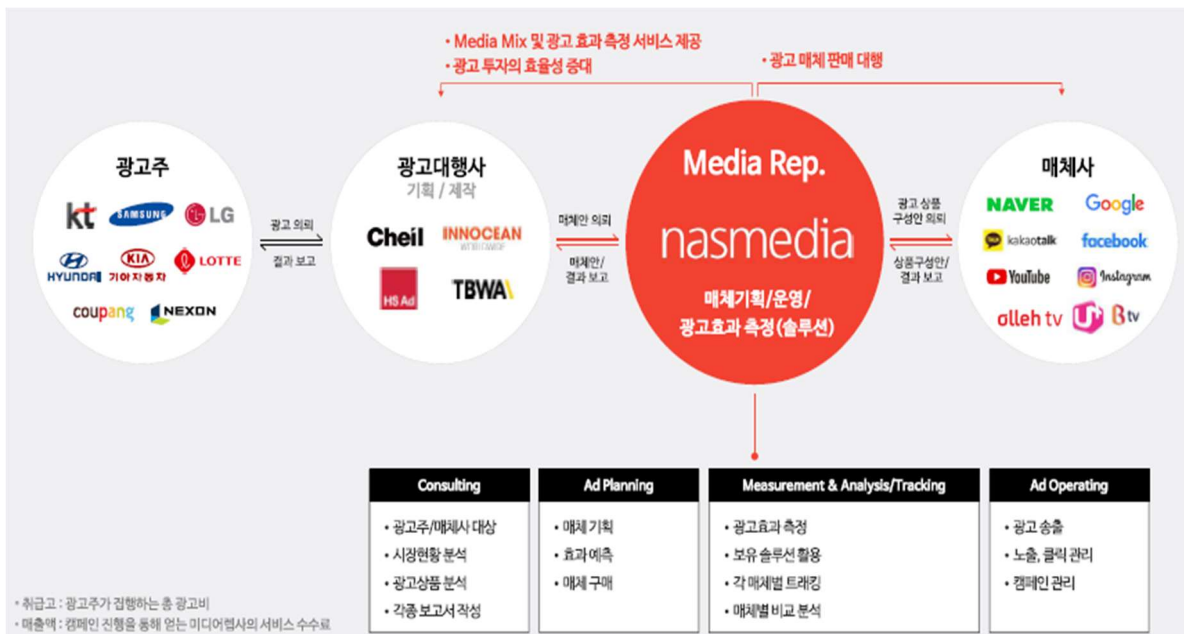 • Media Mix 및 광고 효과 측정 서비스 제공
• 광고 투자의 효율성 증대
• 광고 매체 판매 대행
광고주
kt
SAMSUNG
LG
HYUNDAI
KIA
기아자동차
LOTTE
coupang
NEXON
광고 의뢰
결과 보고
광고대행사
기획 / 제작
Cheil
INNOCEAN
WORLDWIDE
HS Ad
TBWA\
매체안 의뢰
매체안/
결과 보고
Media Rep.
nasmedia
매체기획/운영/
광고효과 측정(솔루션)
광고 상품
구성안 의뢰
상품구성안/
결과 보고
매체사
NAVER
Google
kakaotalk
facebook
YouTube
Instagram
olleh tv
U+
B tv
Consulting
• 광고주/매체사 대상
• 시장현황 분석
• 광고상품 분석
• 각종 보고서 작성
Ad Planning
• 매체 기획
• 효과 예측
• 매체 구매
Measurement & Analysis/Tracking
• 광고효과 측정
• 보유 솔루션 활용
• 각 매체별 트래킹
• 매체별 비교 분석
Ad Operating
• 광고 송출
• 노출, 클릭 관리
• 캠페인 관리
• 취급고 : 광고주가 집행하는 총 광고비
• 매출액 : 캠페인 진행을 통해 얻는 미디어렙사의 서비스 수수료